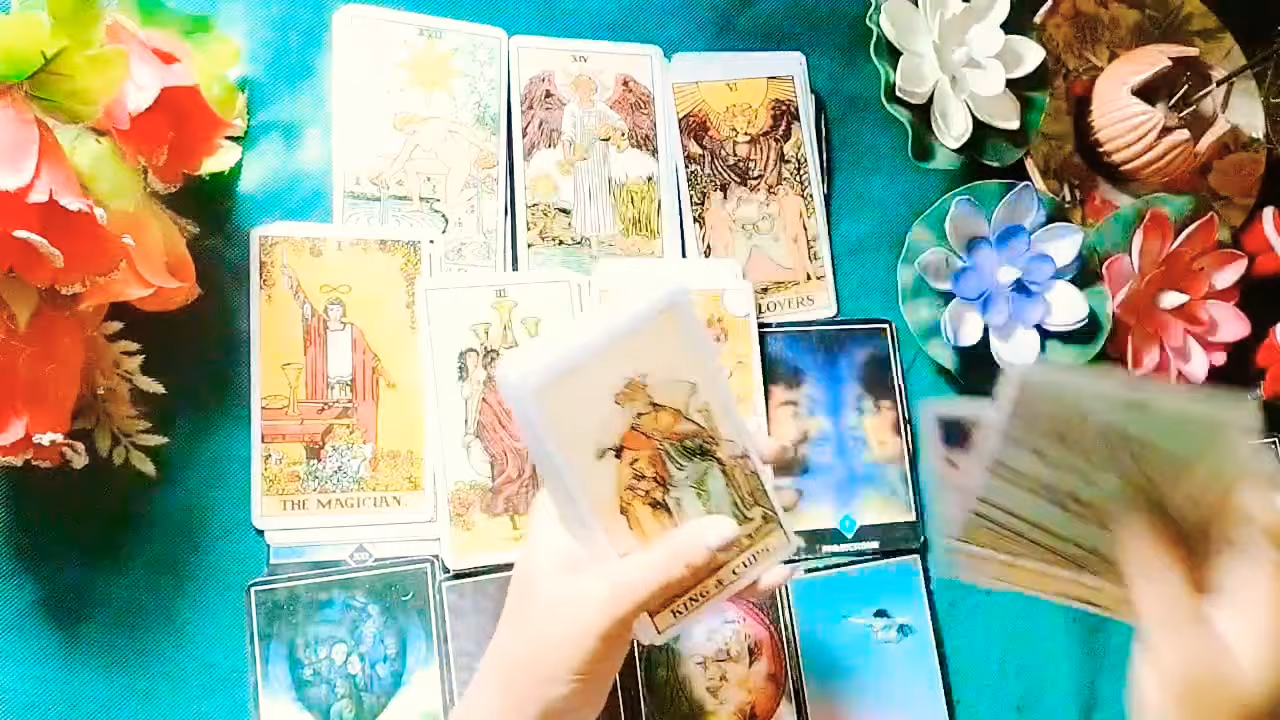 XVII
XIV
VI
LOVERS
I
III
THE MAGICIAN.
KING of CUPS